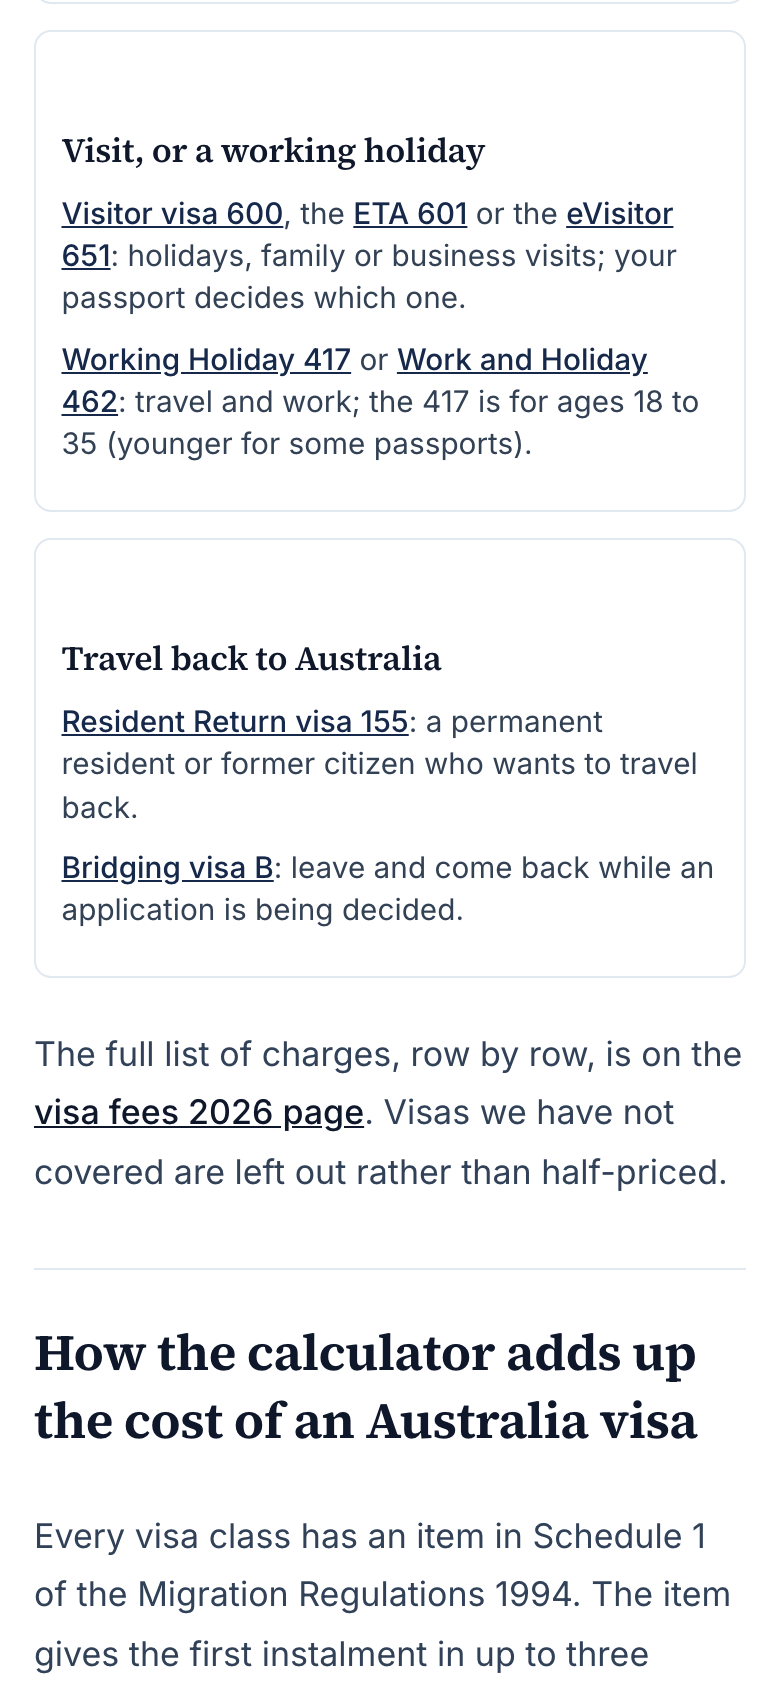 Visit, or a working holiday
Visitor visa 600, the ETA 601 or the eVisitor
651: holidays, family or business visits; your
passport decides which one.
Working Holiday 417 or Work and Holiday
462: travel and work; the 417 is for ages 18 to
35 (younger for some passports).
Travel back to Australia
Resident Return visa 155: a permanent
resident or former citizen who wants to travel
back.
Bridging visa B: leave and come back while an
application is being decided.
The full list of charges, row by row, is on the
visa fees 2026 page. Visas we have not
covered are left out rather than half-priced.
How the calculator adds up
the cost of an Australia visa
Every visa class has an item in Schedule 1
of the Migration Regulations 1994. The item
gives the first instalment in up to three